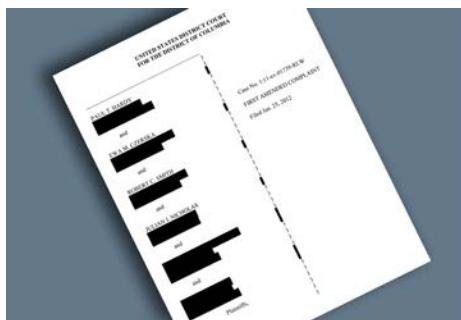 UNITED STATES DISTRICT COURT
FOR THE DISTRICT OF COLUMBIA
PAUL T. HARDY
and
EWA M. CZERSKA
and
ROBERT C. SMITH
and
JULIAN J. NICHOLAS
and
and
Plaintiffs,
Case No. 1:11-cv-01739-RLW
FIRST AMENDED COMPLAINT
Filed Jan. 25, 2012